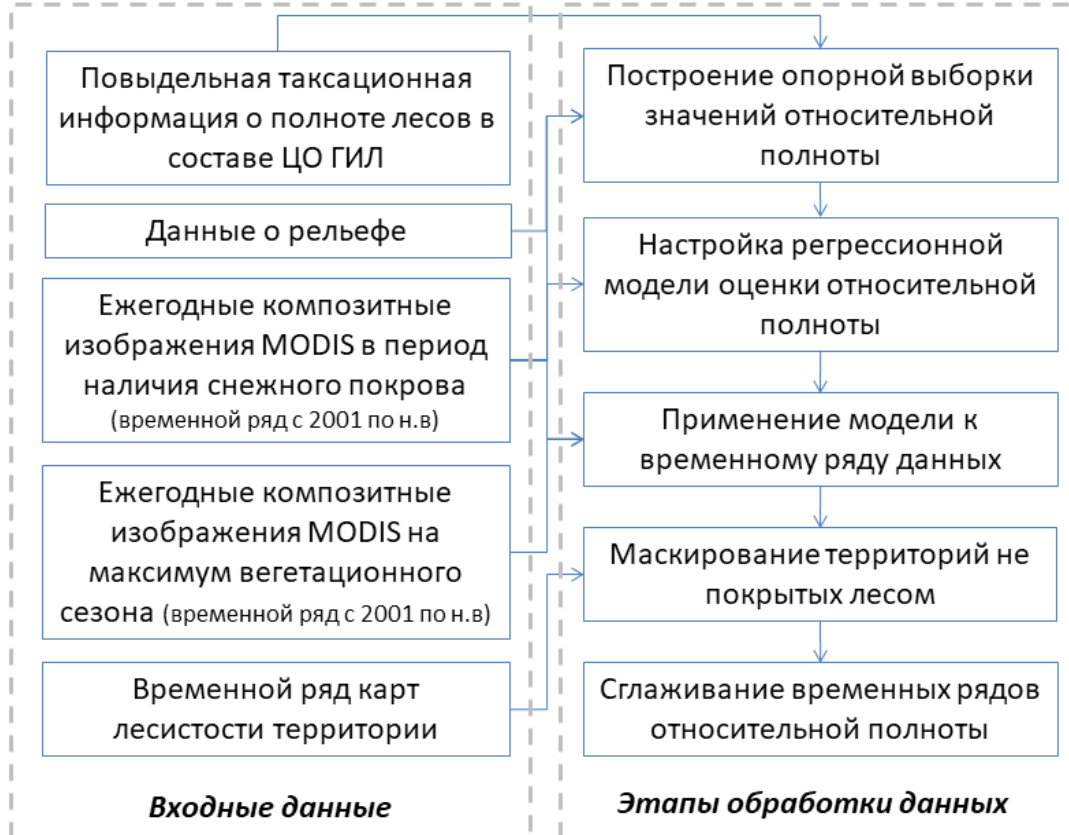 Повыдельная таксационная
информация о полноте лесов в
составе ЦО ГИЛ
Данные о рельефе
Ежегодные композитные
изображения MODIS в период
наличия снежного покрова
(временной ряд с 2001 по н.в)
Ежегодные композитные
изображения MODIS на
максимум вегетационного
сезона (временной ряд с 2001 по н.в)
Временной ряд карт
лесистости территории
Входные данные
Построение опорной выборки
значений относительной
полноты
Настройка регрессионной
модели оценки относительной
полноты
Применение модели к
временному ряду данных
Маскирование территорий не
покрытых лесом
Сглаживание временных рядов
относительной полноты
Этапы обработки данных